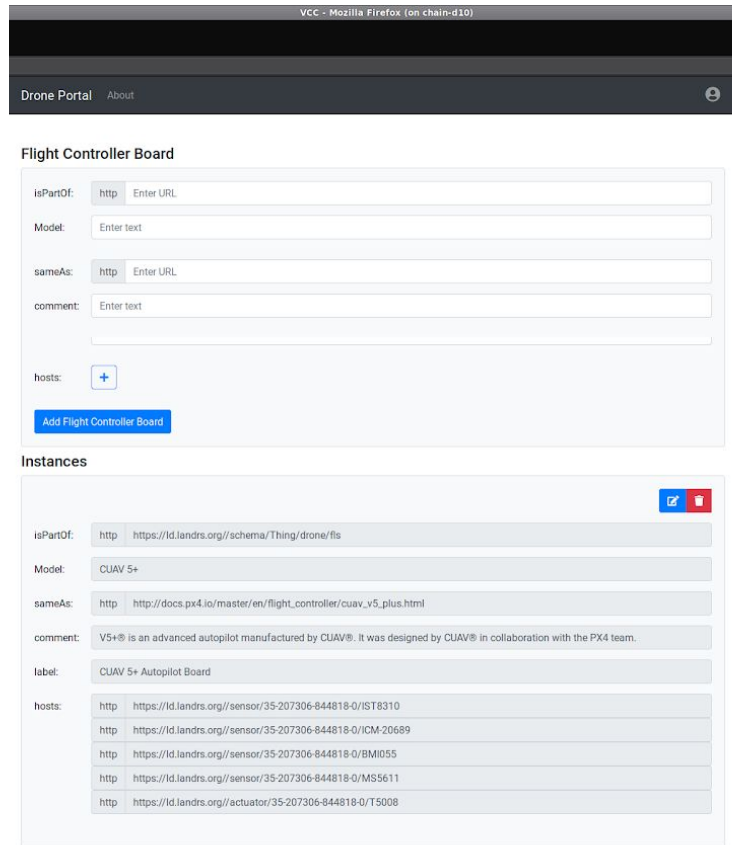 VCC - Mozilla Firefox (on chain-d10)
Drone Portal About
Flight Controller Board
isPartOf: http Enter URL
Model: Enter text
sameAs: http Enter URL
comment: Enter text
hosts: +
Add Flight Controller Board
Instances
isPartOf: http https://ld.landrs.org//schema/Thing/drone/fls
Model: CUAV 5+
sameAs: http http://docs.px4.io/master/en/flight_controller/cuav_v5_plus.html
comment: V5+® is an advanced autopilot manufactured by CUAV®. It was designed by CUAV® in collaboration with the PX4 team.
label: CUAV 5+ Autopilot Board
hosts: http https://ld.landrs.org//sensor/35-207306-844818-0/IST8310
http https://ld.landrs.org//sensor/35-207306-844818-0/ICM-20689
http https://ld.landrs.org//sensor/35-207306-844818-0/BMI055
http https://ld.landrs.org//sensor/35-207306-844818-0/MS5611
http https://ld.landrs.org//actuator/35-207306-844818-0/T5008